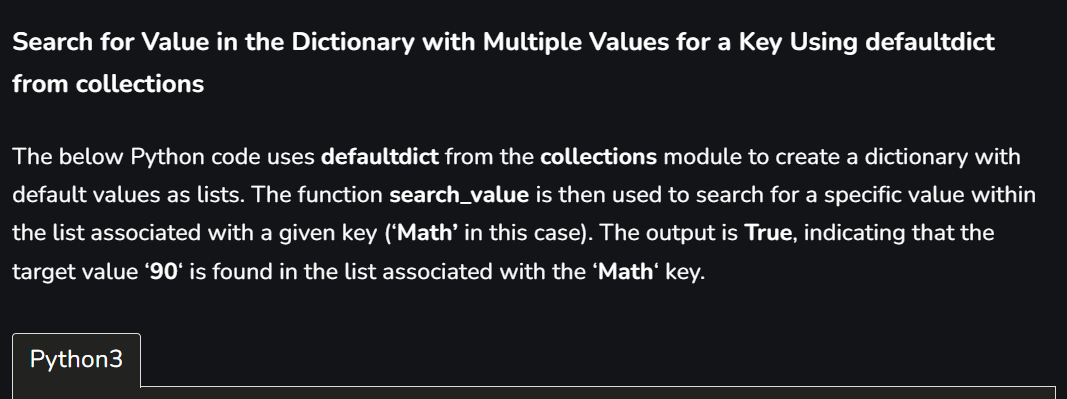 Search for Value in the Dictionary with Multiple Values for a Key Using defaultdict
from collections
The below Python code uses defaultdict from the collections module to create a dictionary with
default values as lists. The function search_value is then used to search for a specific value within
the list associated with a given key (‘Math’ in this case). The output is True, indicating that the
target value ‘90‘ is found in the list associated with the ‘Math‘ key.
Python3